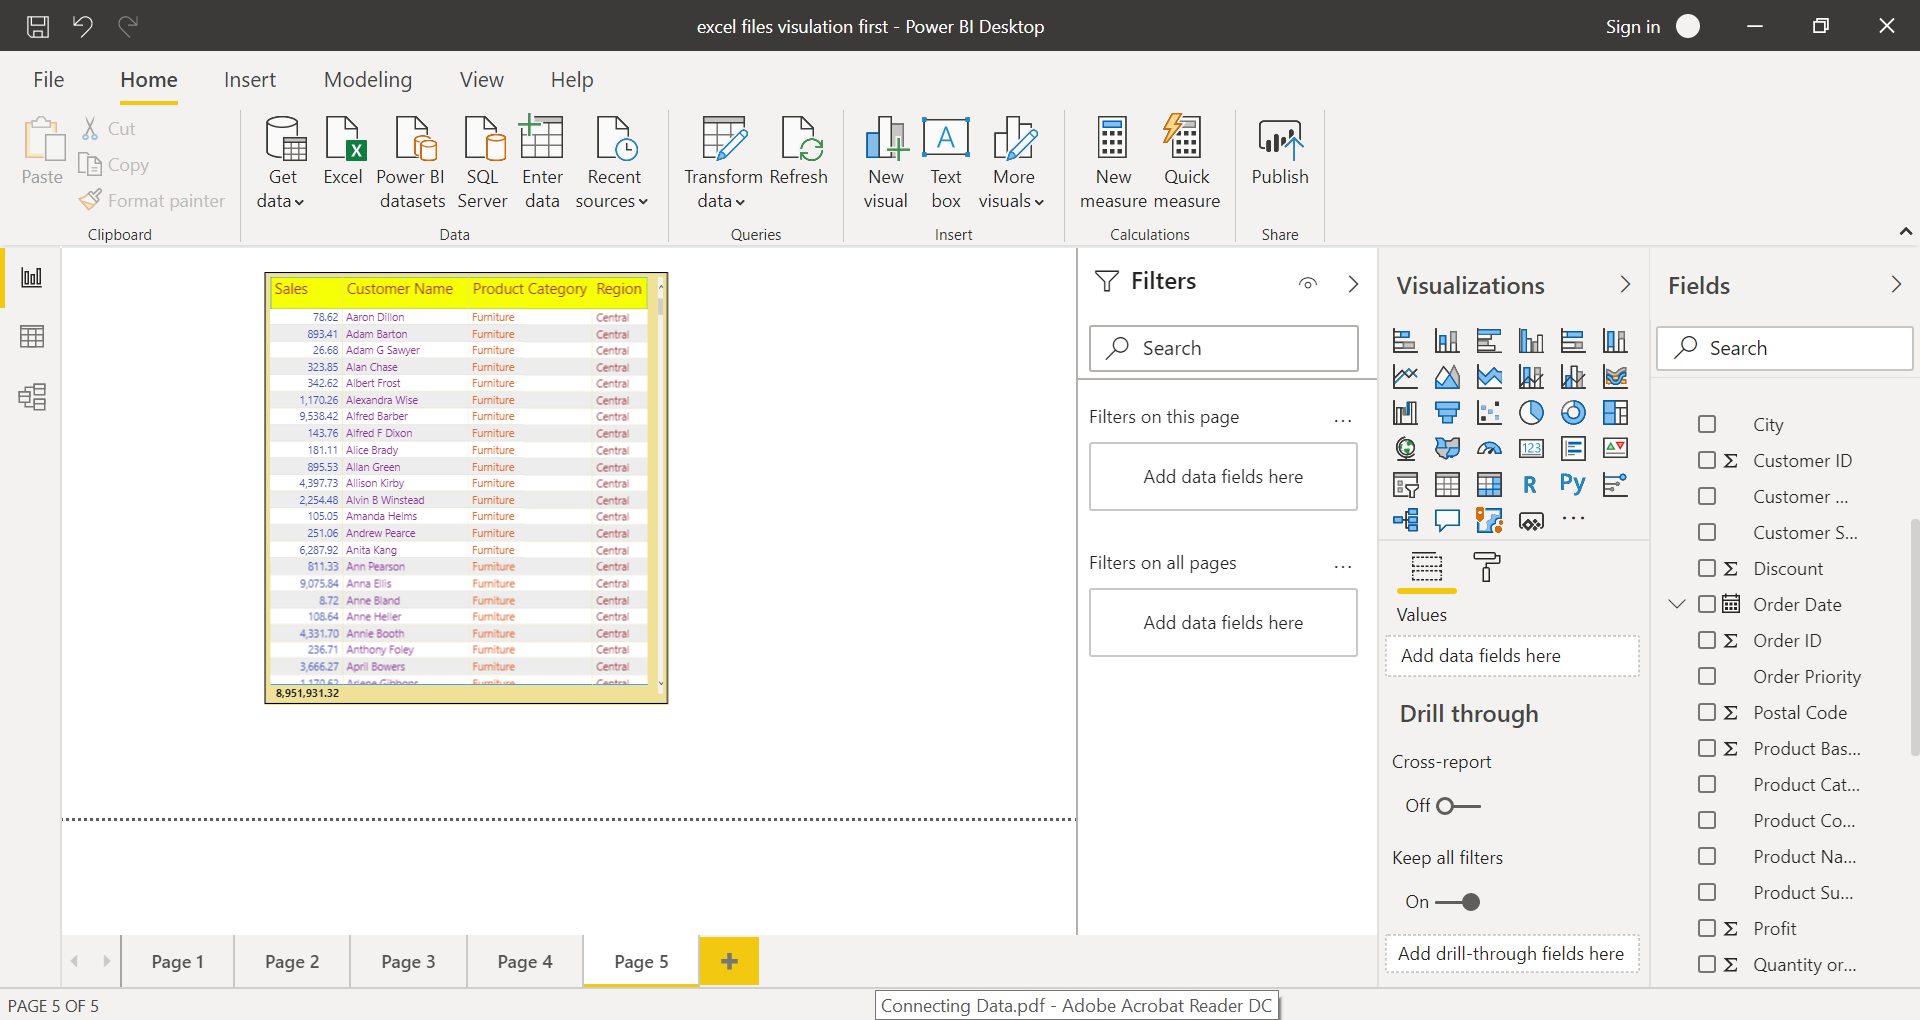 excel files visulation first - Power BI Desktop
Sign in
File Home Insert Modeling View Help
Paste
Cut
Copy
Format painter
Clipboard
Get data
Excel
Power BI datasets
SQL Server
Enter data
Recent sources
Data
Transform data
Refresh
Queries
New visual
Text box
More visuals
Insert
New measure
Quick measure
Calculations
Publish
Share
Sales Customer Name Product Category Region
78.62 Aaron Dillon Furniture Central
893.41 Adam Barton Furniture Central
26.68 Adam G Sawyer Furniture Central
323.85 Alan Chase Furniture Central
342.62 Albert Frost Furniture Central
1,170.26 Alexandra Wise Furniture Central
9,538.42 Alfred Barber Furniture Central
143.76 Alfred F Dixon Furniture Central
181.11 Alice Brady Furniture Central
895.53 Allan Green Furniture Central
4,397.73 Allison Kirby Furniture Central
2,254.48 Alvin B Winstead Furniture Central
105.05 Amanda Helms Furniture Central
251.06 Andrew Pearce Furniture Central
6,287.92 Anita Kang Furniture Central
811.33 Ann Pearson Furniture Central
9,075.84 Anna Ellis Furniture Central
8.72 Anne Bland Furniture Central
108.64 Anne Heller Furniture Central
4,331.70 Annie Booth Furniture Central
236.71 Anthony Foley Furniture Central
3,666.27 April Bowers Furniture Central
1,170.62 Arlene Gibbons Furniture Central
8,951,931.32
Filters
Search
Filters on this page ...
Add data fields here
Filters on all pages ...
Add data fields here
Visualizations
123
R Py
...
Values
Add data fields here
Drill through
Cross-report
Off
Keep all filters
On
Add drill-through fields here
Fields
Search
City
Σ Customer ID
Customer ...
Customer S...
Σ Discount
Order Date
Σ Order ID
Order Priority
Σ Postal Code
Σ Product Bas...
Product Cat...
Product Co...
Product Na...
Product Su...
Σ Profit
Σ Quantity or...
Page 1 Page 2 Page 3 Page 4 Page 5 +
PAGE 5 OF 5
Connecting Data.pdf - Adobe Acrobat Reader DC